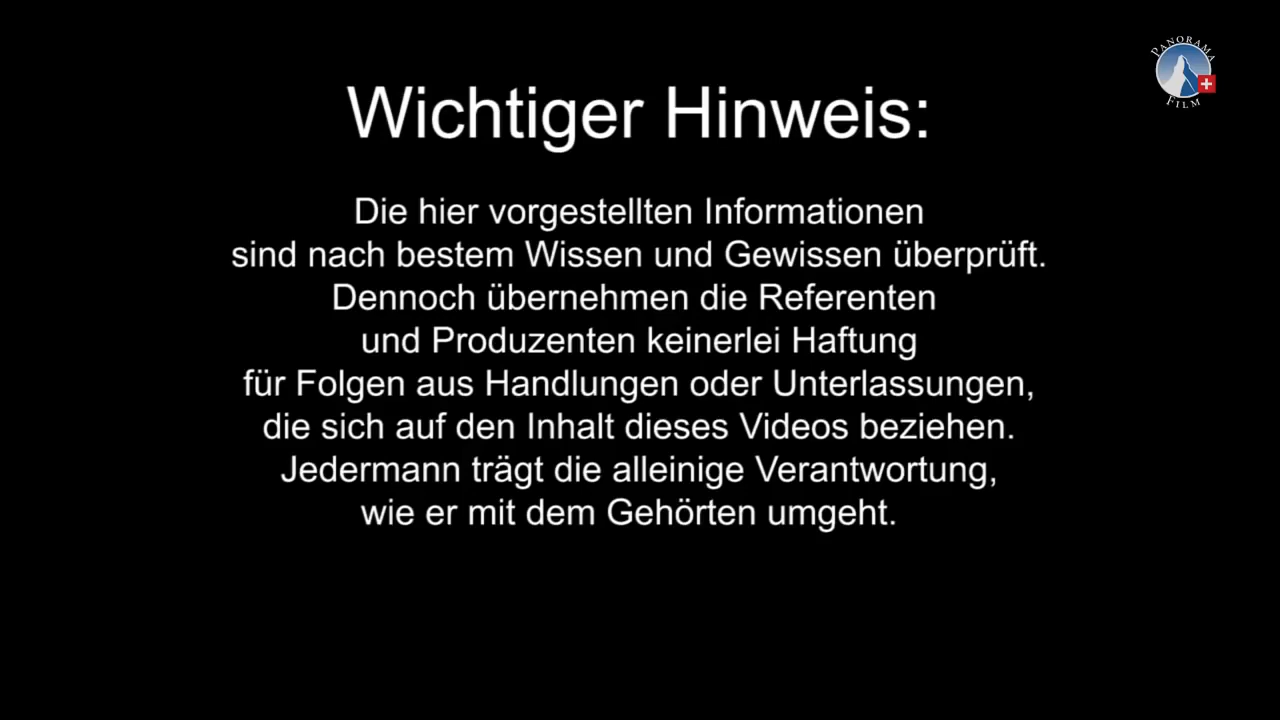 PANORAMA
FILM
Wichtiger Hinweis:
Die hier vorgestellten Informationen
sind nach bestem Wissen und Gewissen überprüft.
Dennoch übernehmen die Referenten
und Produzenten keinerlei Haftung
für Folgen aus Handlungen oder Unterlassungen,
die sich auf den Inhalt dieses Videos beziehen.
Jedermann trägt die alleinige Verantwortung,
wie er mit dem Gehörten umgeht.